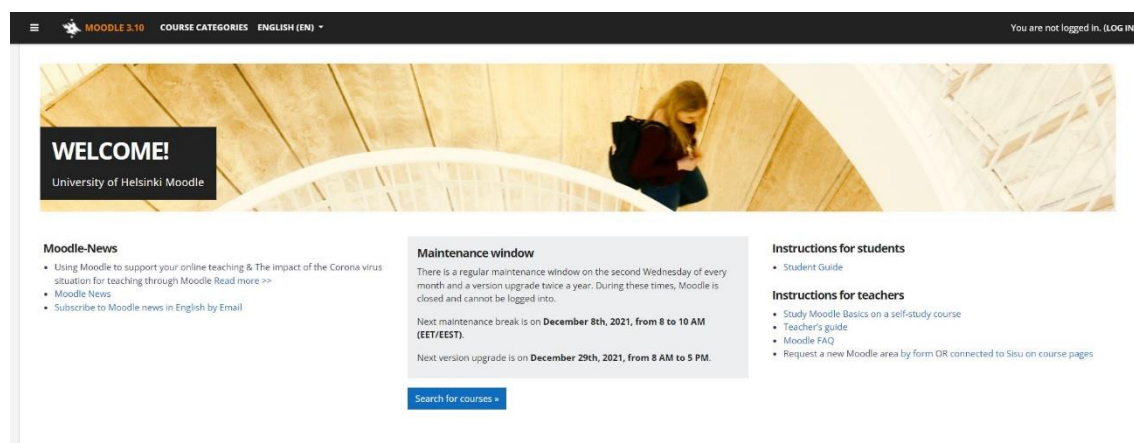 MOODLE 3.10 COURSE CATEGORIES ENGLISH (EN)
You are not logged in. (LOG IN
WELCOME!
University of Helsinki Moodle
Moodle-News
• Using Moodle to support your online teaching & The impact of the Corona virus
situation for teaching through Moodle Read more >>
• Moodle News
• Subscribe to Moodle news in English by Email
Maintenance window
There is a regular maintenance window on the second Wednesday of every
month and a version upgrade twice a year. During these times, Moodle is
closed and cannot be logged into.
Next maintenance break is on December 8th, 2021, from 8 to 10 AM
(EET/EEST).
Next version upgrade is on December 29th, 2021, from 8 AM to 5 PM.
Search for courses »
Instructions for students
• Student Guide
Instructions for teachers
• Study Moodle Basics on a self-study course
• Teacher's guide
• Moodle FAQ
• Request a new Moodle area by form OR connected to Sisu on course pages